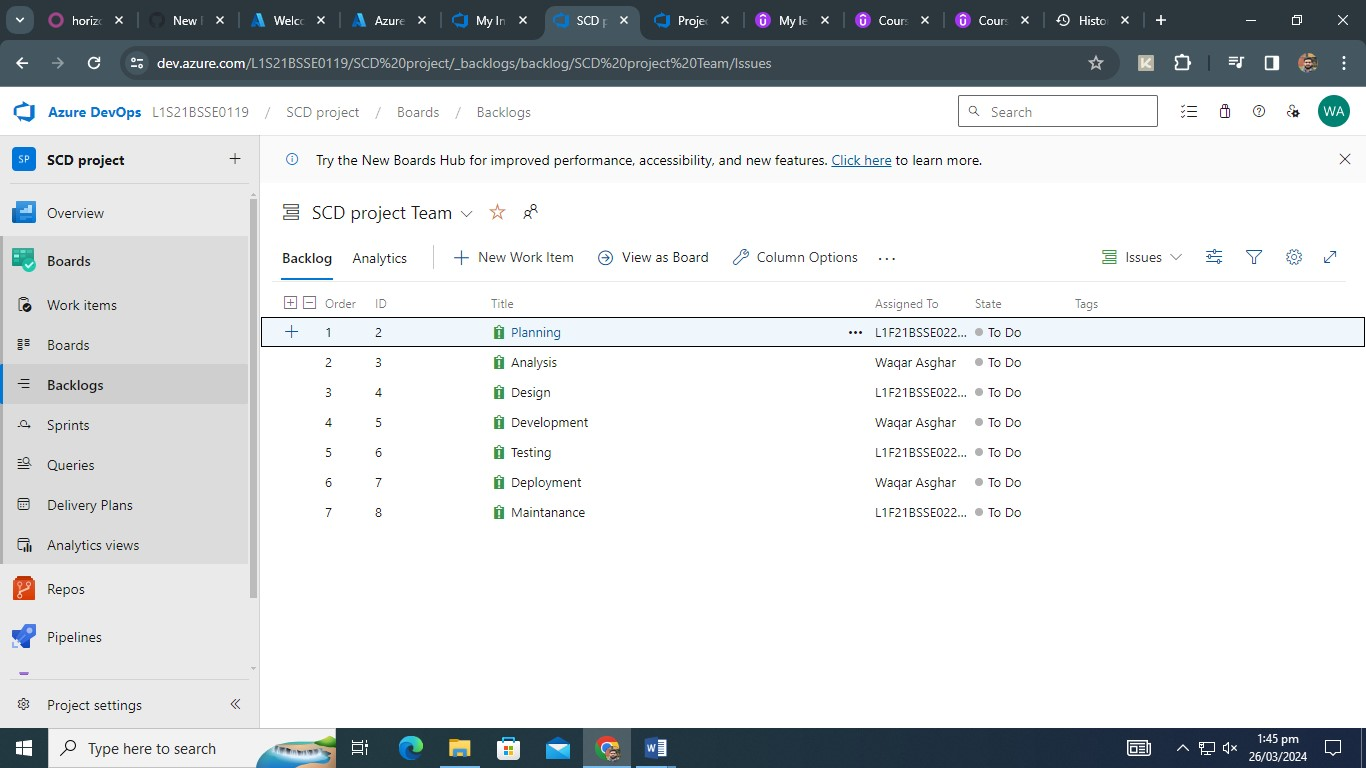 horiz
New
Welco
Azure
My In
SCD p
Projec
My le
Cours
Cours
Histo
dev.azure.com/L1S21BSSE0119/SCD%20project/_backlogs/backlog/SCD%20project%20Team/Issues
Azure DevOps L1S21BSSE0119 / SCD project / Boards / Backlogs
Search
WA
SP SCD project
Try the New Boards Hub for improved performance, accessibility, and new features. Click here to learn more.
Overview
Boards
Work items
Boards
Backlogs
Sprints
Queries
Delivery Plans
Analytics views
Repos
Pipelines
Project settings
SCD project Team
Backlog Analytics New Work Item View as Board Column Options ... Issues
Order ID Title Assigned To State Tags
1 2 Planning ... L1F21BSSE022... To Do
2 3 Analysis Waqar Asghar To Do
3 4 Design L1F21BSSE022... To Do
4 5 Development Waqar Asghar To Do
5 6 Testing L1F21BSSE022... To Do
6 7 Deployment Waqar Asghar To Do
7 8 Maintanance L1F21BSSE022... To Do
Type here to search
1:45 pm
26/03/2024